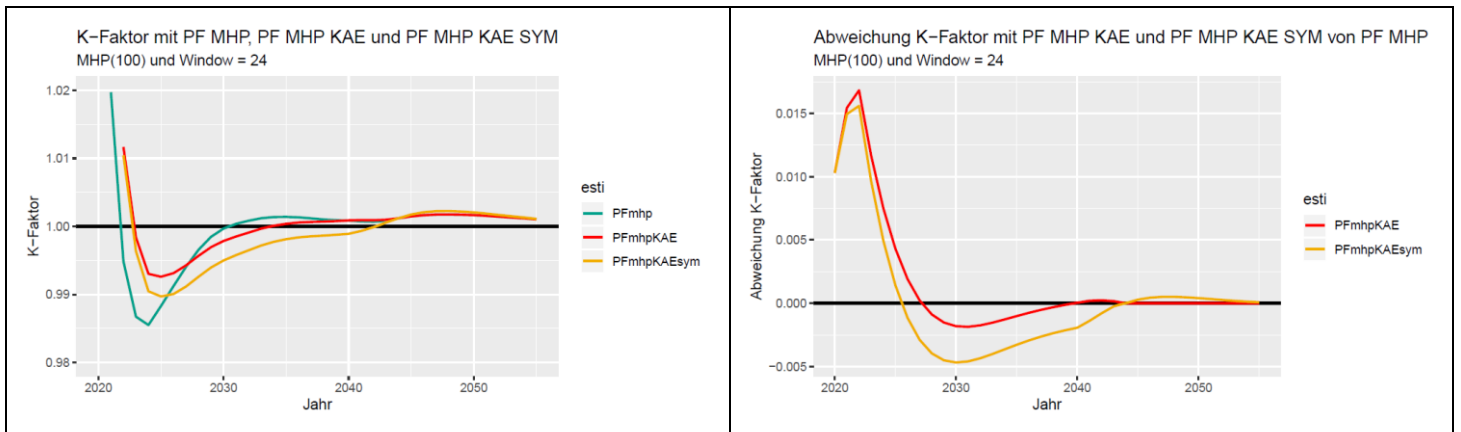 K−Faktor mit PF MHP, PF MHP KAE und PF MHP KAE SYM
MHP(100) und Window = 24
1.02
1.01
1.00
0.99
0.98
K−Faktor
2020
2030
2040
2050
Jahr
esti
PFmhp
PFmhpKAE
PFmhpKAEsym
Abweichung K−Faktor mit PF MHP KAE und PF MHP KAE SYM von PF MHP
MHP(100) und Window = 24
0.015
0.010
0.005
0.000
−0.005
Abweichung K−Faktor
2020
2030
2040
2050
Jahr
esti
PFmhpKAE
PFmhpKAEsym